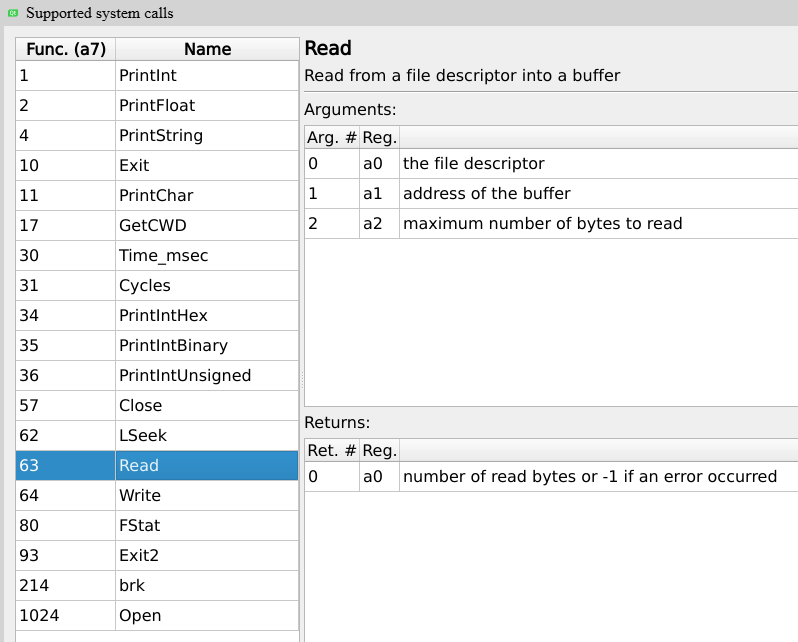 Supported system calls
Func. (a7) Name
1 PrintInt
2 PrintFloat
4 PrintString
10 Exit
11 PrintChar
17 GetCWD
30 Time_msec
31 Cycles
34 PrintIntHex
35 PrintIntBinary
36 PrintIntUnsigned
57 Close
62 LSeek
63 Read
64 Write
80 FStat
93 Exit2
214 brk
1024 Open
Read
Read from a file descriptor into a buffer
Arguments:
Arg. # Reg.
0 a0 the file descriptor
1 a1 address of the buffer
2 a2 maximum number of bytes to read
Returns:
Ret. # Reg.
0 a0 number of read bytes or -1 if an error occurred